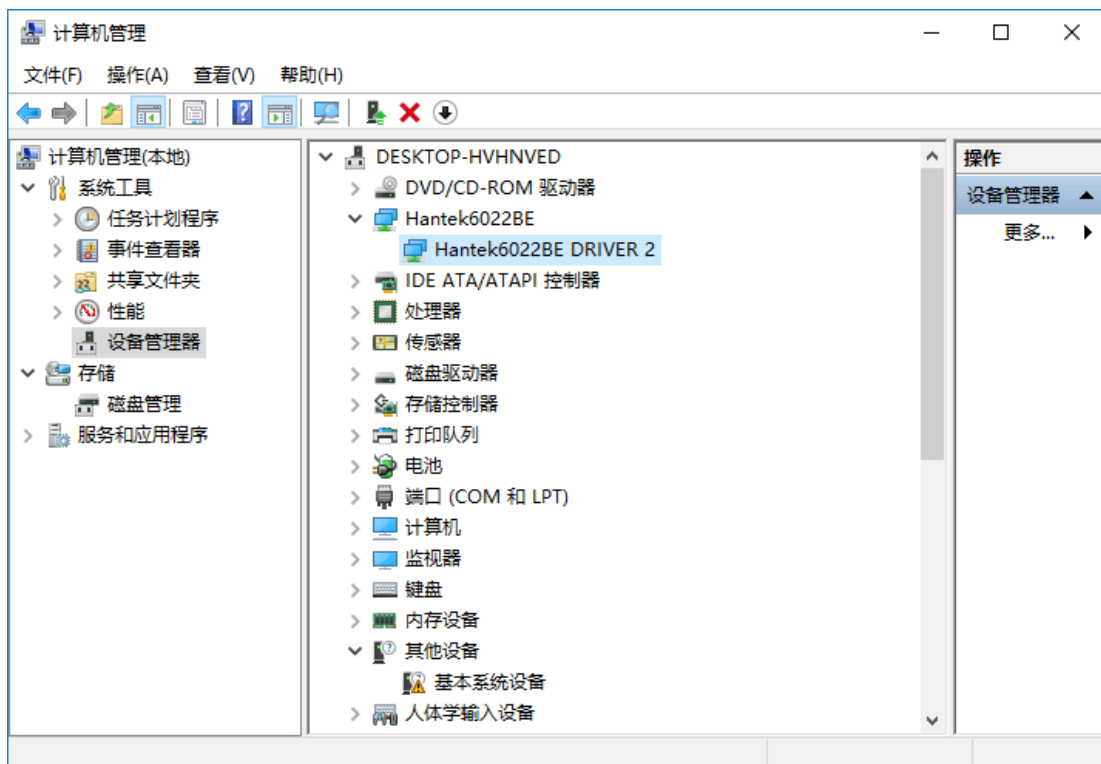 计算机管理
文件(F) 操作(A) 查看(V) 帮助(H)
计算机管理(本地)
系统工具
任务计划程序
事件查看器
共享文件夹
性能
设备管理器
存储
磁盘管理
服务和应用程序
DESKTOP-HVHNVED
DVD/CD-ROM 驱动器
Hantek6022BE
Hantek6022BE DRIVER 2
IDE ATA/ATAPI 控制器
处理器
传感器
磁盘驱动器
存储控制器
打印队列
电池
端口 (COM 和 LPT)
计算机
监视器
键盘
内存设备
其他设备
基本系统设备
人体学输入设备
操作
设备管理器
更多...